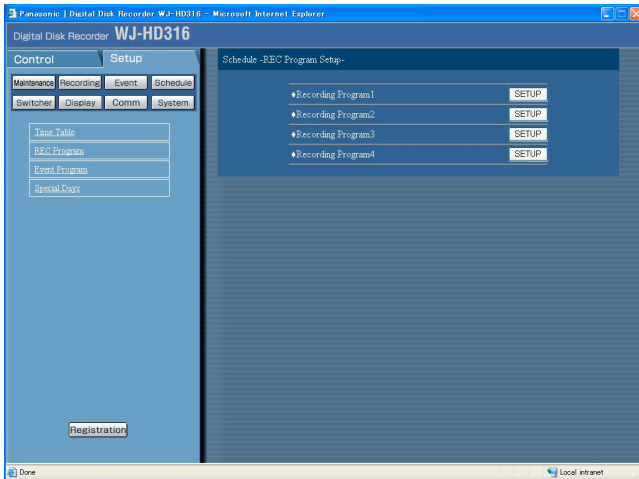 Panasonic | Digital Disk Recorder WJ-HD316 - Microsoft Internet Explorer
Digital Disk Recorder WJ-HD316
Control Setup
Maintenance Recording Event Schedule
Switcher Display Comm System
Time Table
REC Program
Event Program
Special Days
Registration
Schedule -REC Program Setup-
♦Recording Program1 SETUP
♦Recording Program2 SETUP
♦Recording Program3 SETUP
♦Recording Program4 SETUP
Done Local intranet